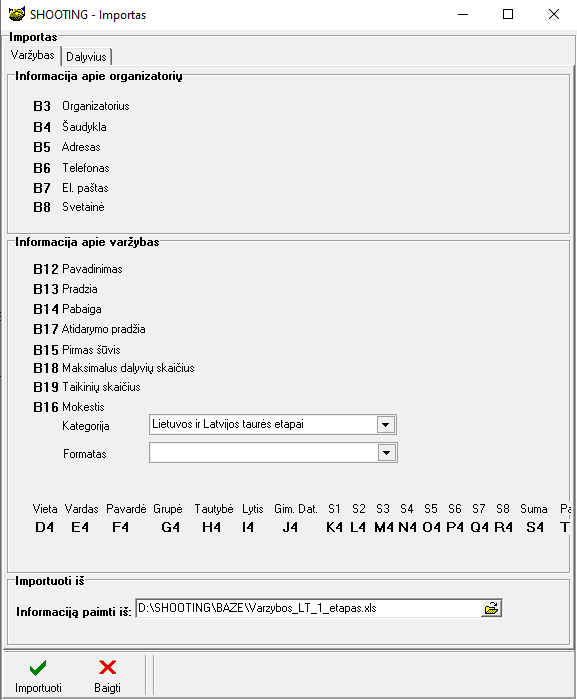 SHOOTING - Importas
Importas
Varžybas Dalyvius
Informacija apie organizatorių
B3 Organizatorius
B4 Šaudykla
B5 Adresas
B6 Telefonas
B7 El. paštas
B8 Svetainė
Informacija apie varžybas
B12 Pavadinimas
B13 Pradzia
B14 Pabaiga
B17 Atidarymo pradžia
B15 Pirmas šūvis
B18 Maksimalus dalyvių skaičius
B19 Taikinių skaičius
B16 Mokestis
Kategorija Lietuvos ir Latvijos taurės etapai
Formatas
Vieta Vardas Pavardė Grupė Tautybė Lytis Gim. Dat. S1 S2 S3 S4 S5 S6 S7 S8 Suma Pa
D4 E4 F4 G4 H4 I4 J4 K4 L4 M4 N4 O4 P4 Q4 R4 S4 T
Importuoti iš
Informaciją paimti iš: D:\SHOOTING\BAZE\Varzybos_LT_1_etapas.xls
Importuoti Baigti